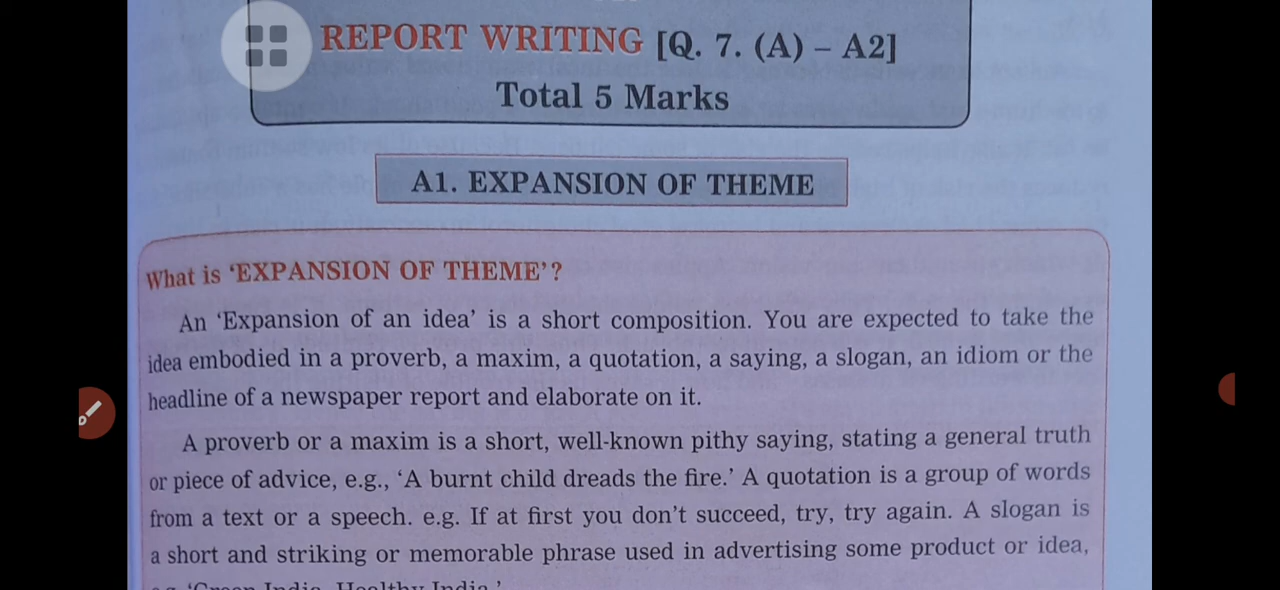 REPORT WRITING [Q. 7. (A) – A2]
Total 5 Marks
A1. EXPANSION OF THEME
What is ‘EXPANSION OF THEME’?
An ‘Expansion of an idea’ is a short composition. You are expected to take the
idea embodied in a proverb, a maxim, a quotation, a saying, a slogan, an idiom or the
headline of a newspaper report and elaborate on it.
A proverb or a maxim is a short, well-known pithy saying, stating a general truth
or piece of advice, e.g., ‘A burnt child dreads the fire.’ A quotation is a group of words
from a text or a speech. e.g. If at first you don’t succeed, try, try again. A slogan is
a short and striking or memorable phrase used in advertising some product or idea,
e.g. ‘Green India, Healthy India.’